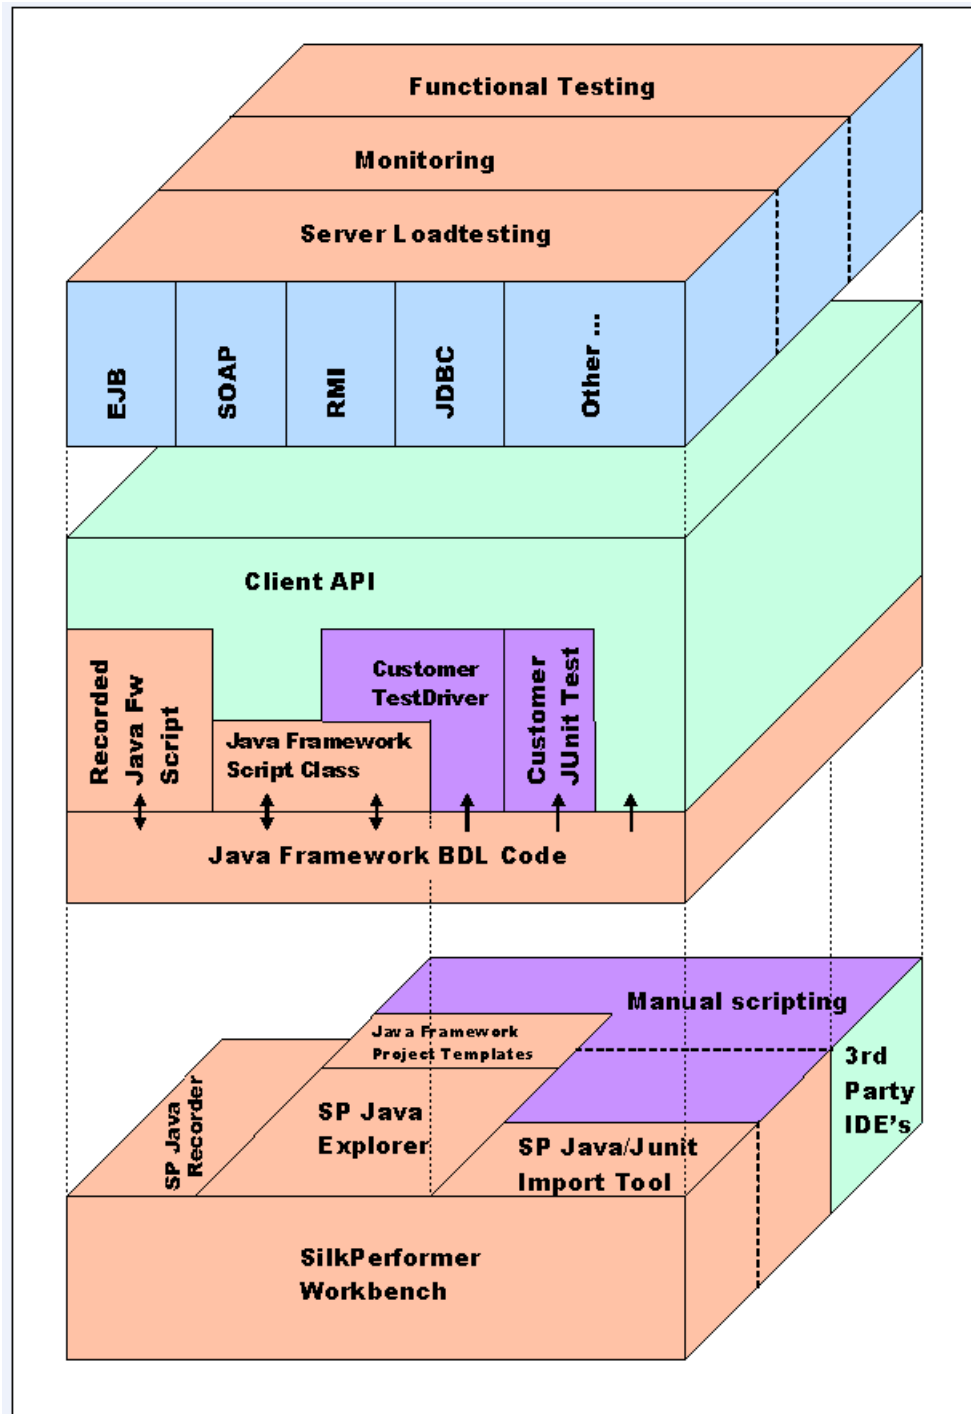 Functional Testing
Monitoring
Server Loadtesting
EJB
SOAP
RMI
JDBC
Other ...
Client API
Recorded
Java Fw
Script
Java Framework
Script Class
Customer
TestDriver
Customer
JUnit Test
Java Framework BDL Code
Manual scripting
Java Framework
Project Templates
3rd
Party
IDE's
SP Java
Recorder
SP Java
Explorer
SP Java/Junit
Import Tool
SilkPerformer
Workbench